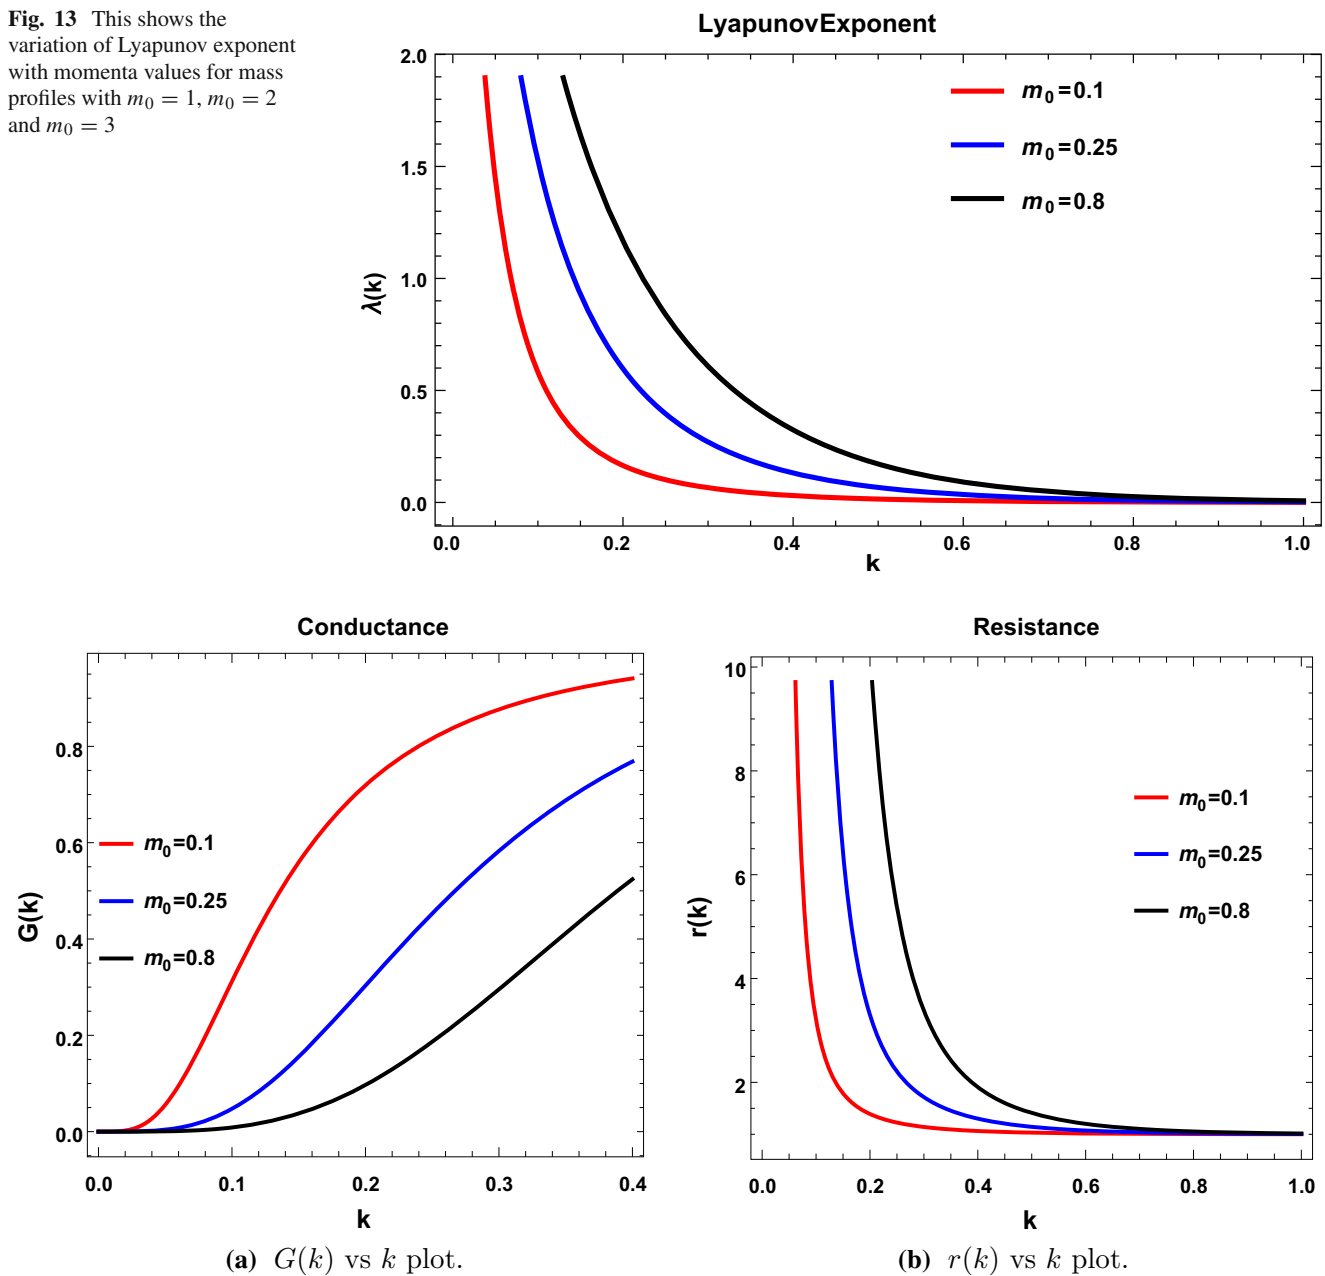 Fig. 13 This shows the
variation of Lyapunov exponent
with momenta values for mass
profiles with m0 = 1, m0 = 2
and m0 = 3
LyapunovExponent
2.0
1.5
1.0
0.5
0.0
λ(k)
m0=0.1
m0=0.25
m0=0.8
0.0 0.2 0.4 0.6 0.8 1.0
k
Conductance
0.8
0.6
0.4
0.2
0.0
G(k)
m0=0.1
m0=0.25
m0=0.8
0.0 0.1 0.2 0.3 0.4
k
(a) G(k) vs k plot.
Resistance
10
8
6
4
2
r(k)
m0=0.1
m0=0.25
m0=0.8
0.0 0.2 0.4 0.6 0.8 1.0
k
(b) r(k) vs k plot.